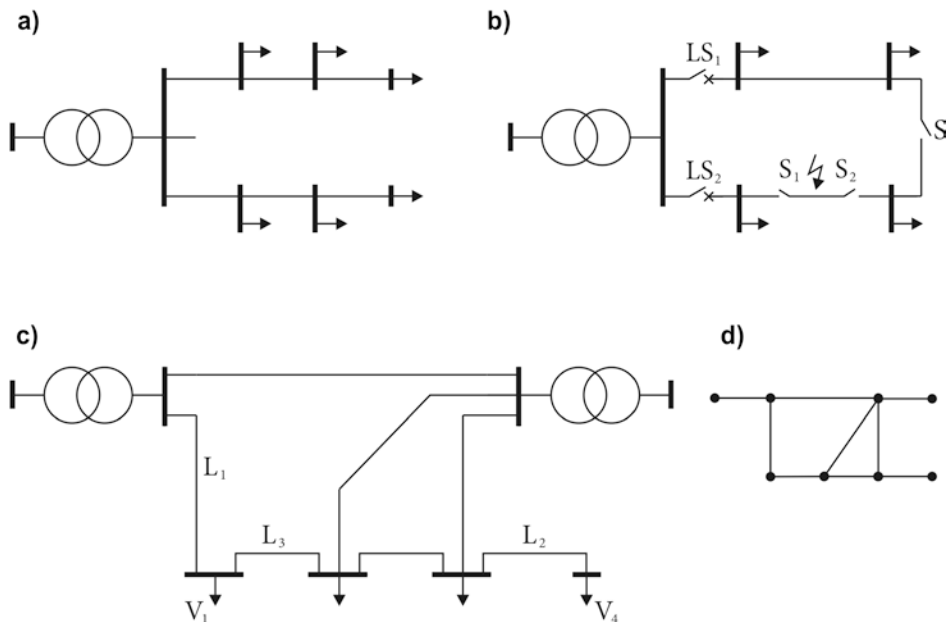 a)
b)
LS₁
S
LS₂
S₁
S₂
c)
d)
L₁
L₃
L₂
V₁
V₄